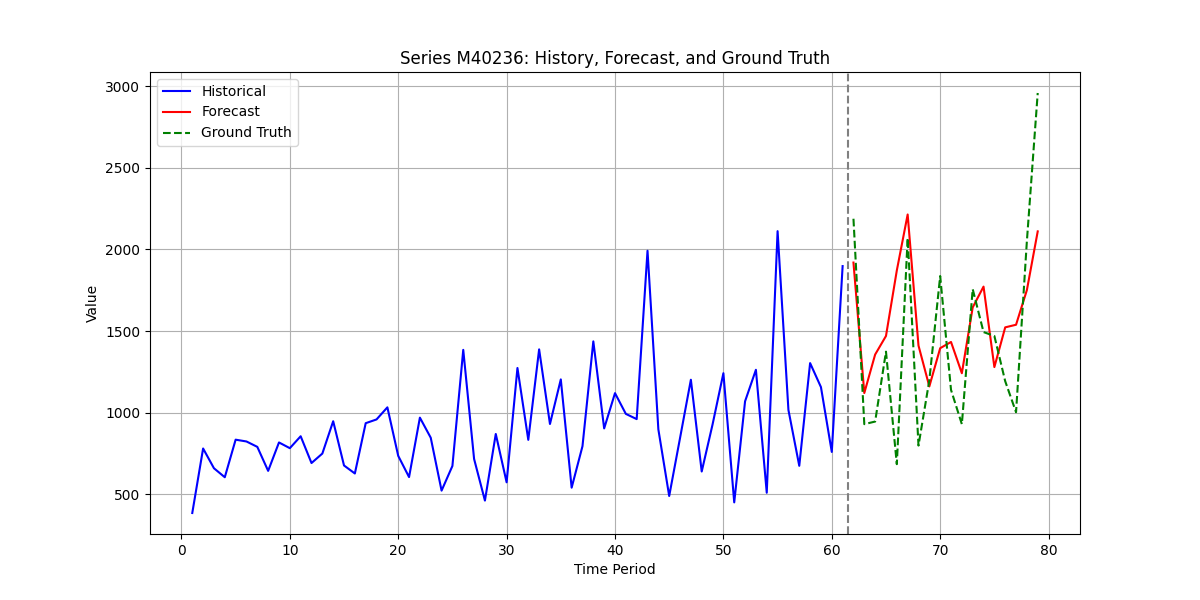 Series M40236: History, Forecast, and Ground Truth
Historical
Forecast
Ground Truth
3000
2500
2000
1500
1000
500
Value
0 10 20 30 40 50 60 70 80
Time Period